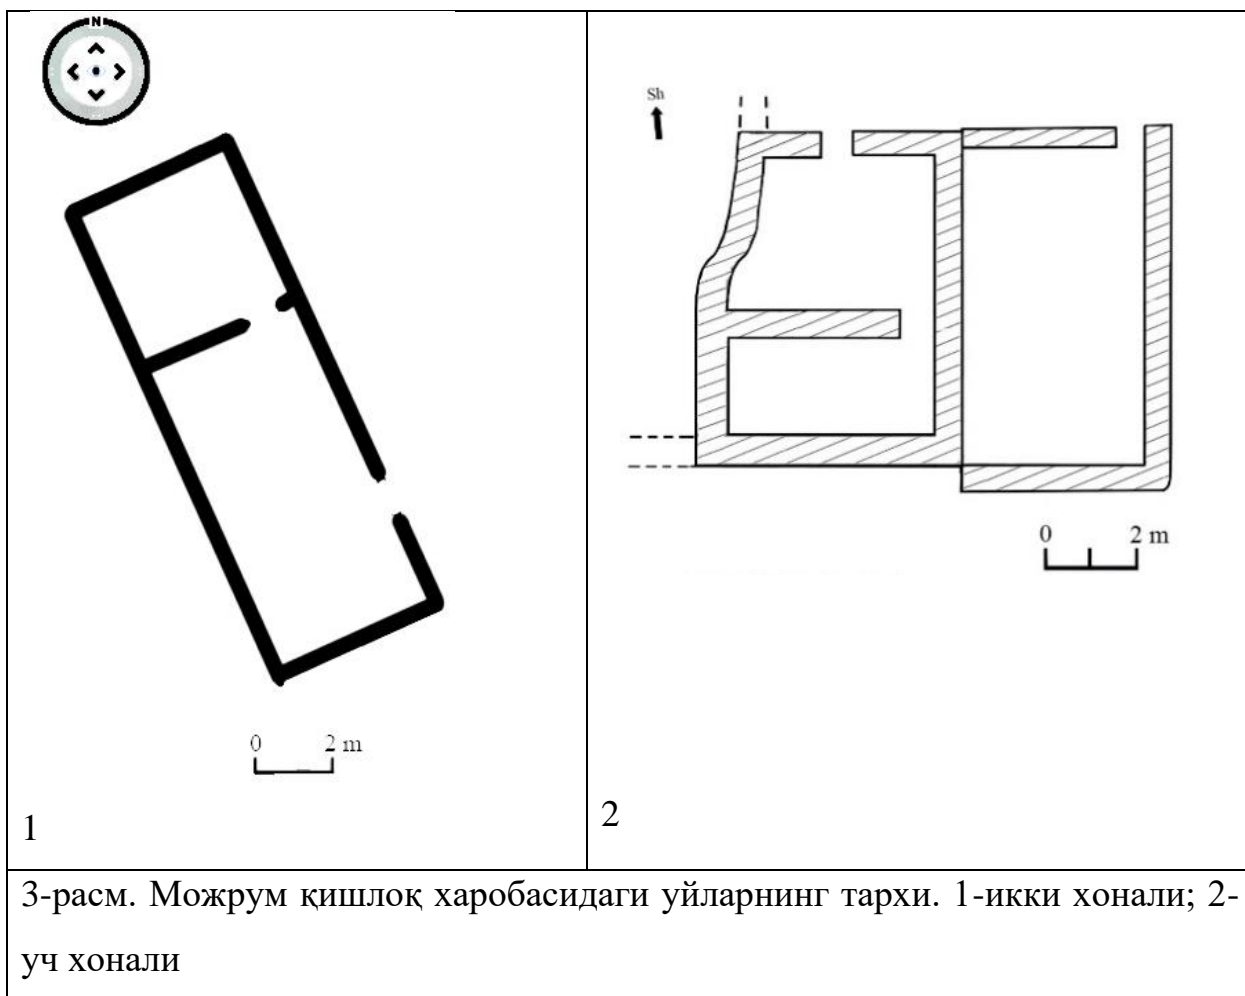 N
0 2 m
1
Sh
0 2 m
2
3-расм. Можрум қишлоқ харобасидаги уйларнинг тархи. 1-икки хонали; 2-
уч хонали